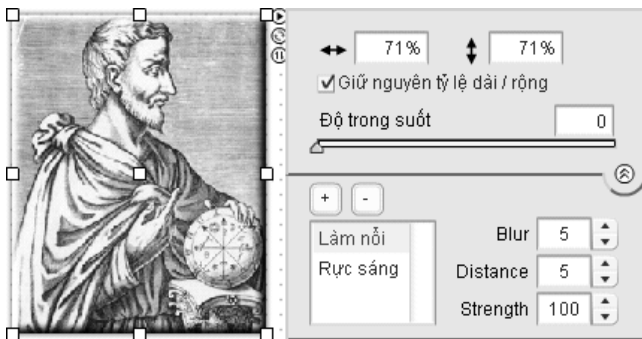 71% 71%
Giữ nguyên tỷ lệ dài / rộng
Độ trong suốt 0
+ -
Làm nổi Blur 5
Rực sáng Distance 5
Strength 100